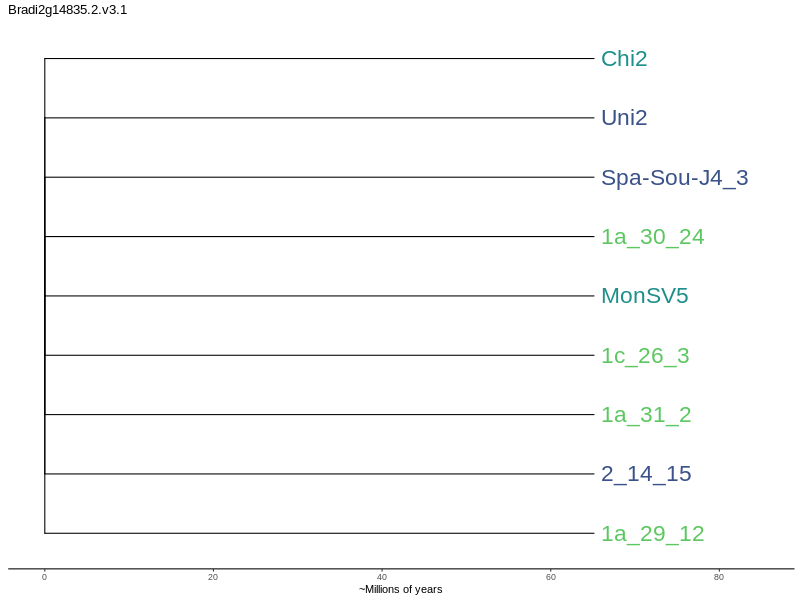 Bradi2g14835.2.v3.1
Chi2
Uni2
Spa-Sou-J4_3
1a_30_24
MonSV5
1c_26_3
1a_31_2
2_14_15
1a_29_12
0 20 40 60 80
~Millions of years